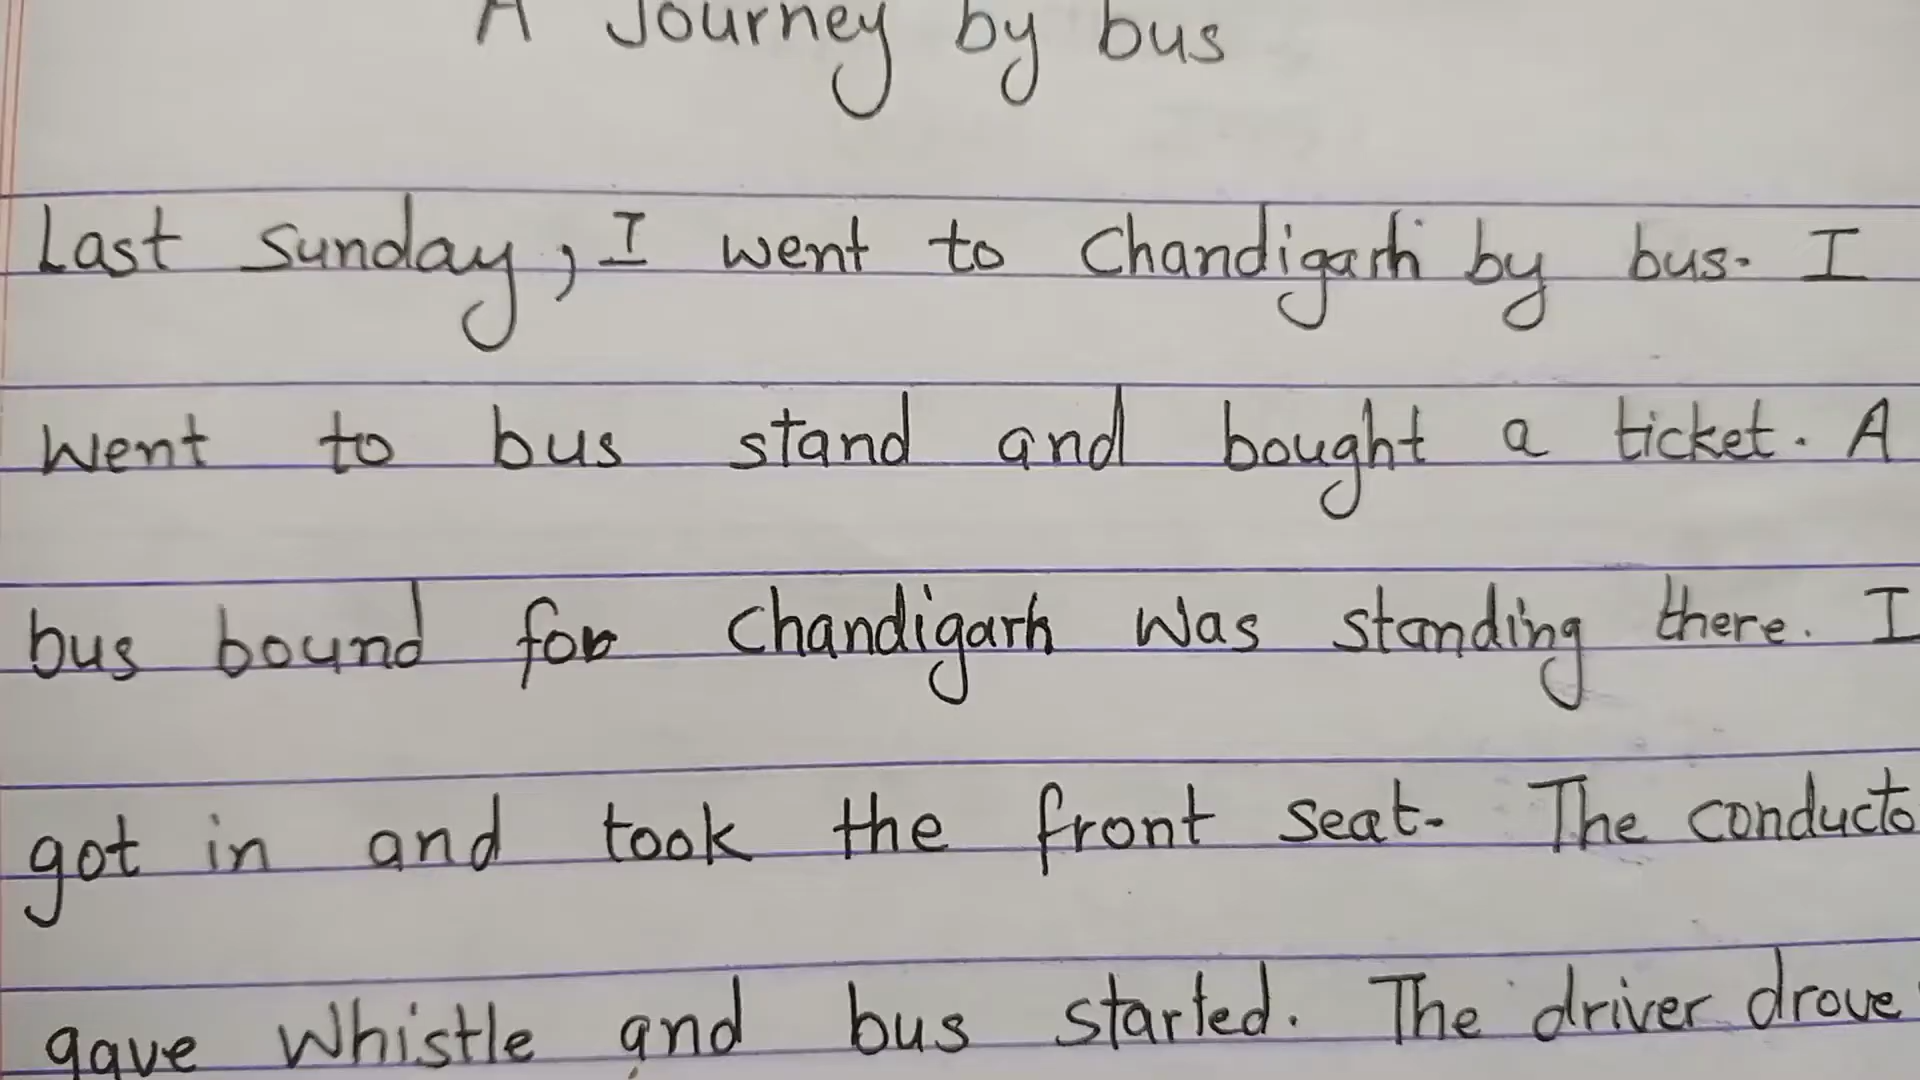 A Journey by bus
Last Sunday, I went to Chandigarh by bus. I
went to bus stand and bought a ticket. A
bus bound for Chandigarh was standing there. I
got in and took the front seat. The conducto
gave whistle and bus started. The driver drove